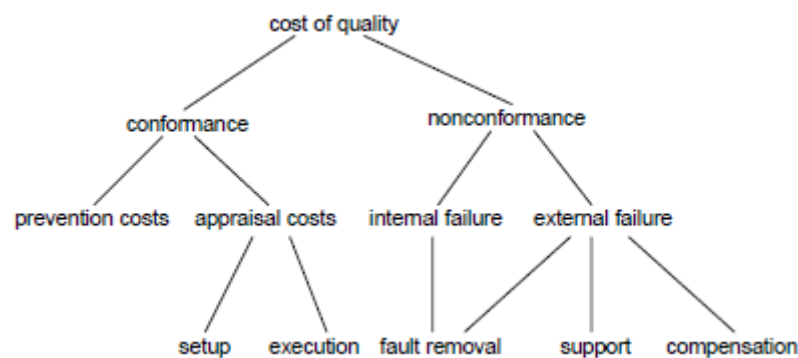 cost of quality
conformance
nonconformance
prevention costs
appraisal costs
internal failure
external failure
setup
execution
fault removal
support
compensation